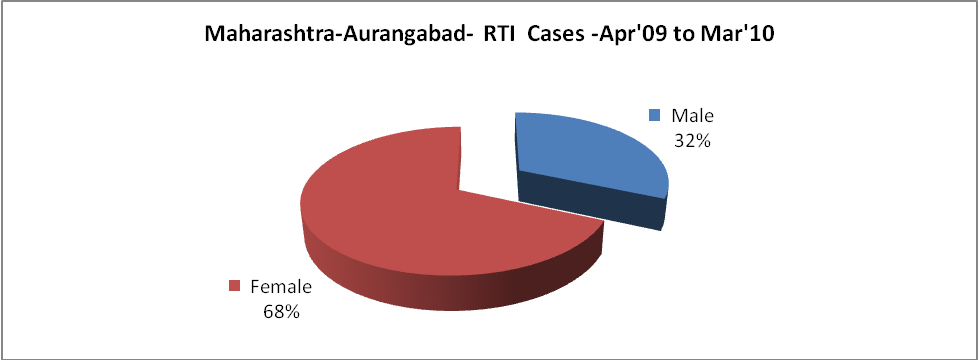 Maharashtra-Aurangabad- RTI Cases -Apr'09 to Mar'10
Male
32%
Female
68%